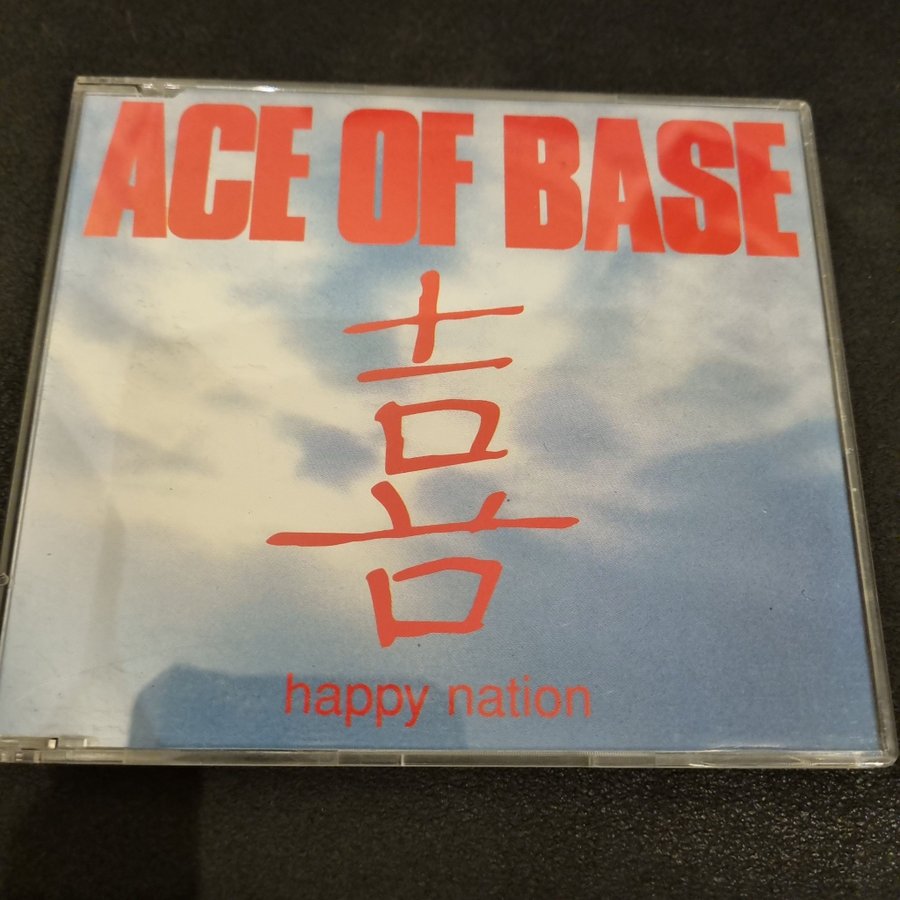 ACE OF BASE
喜
happy nation